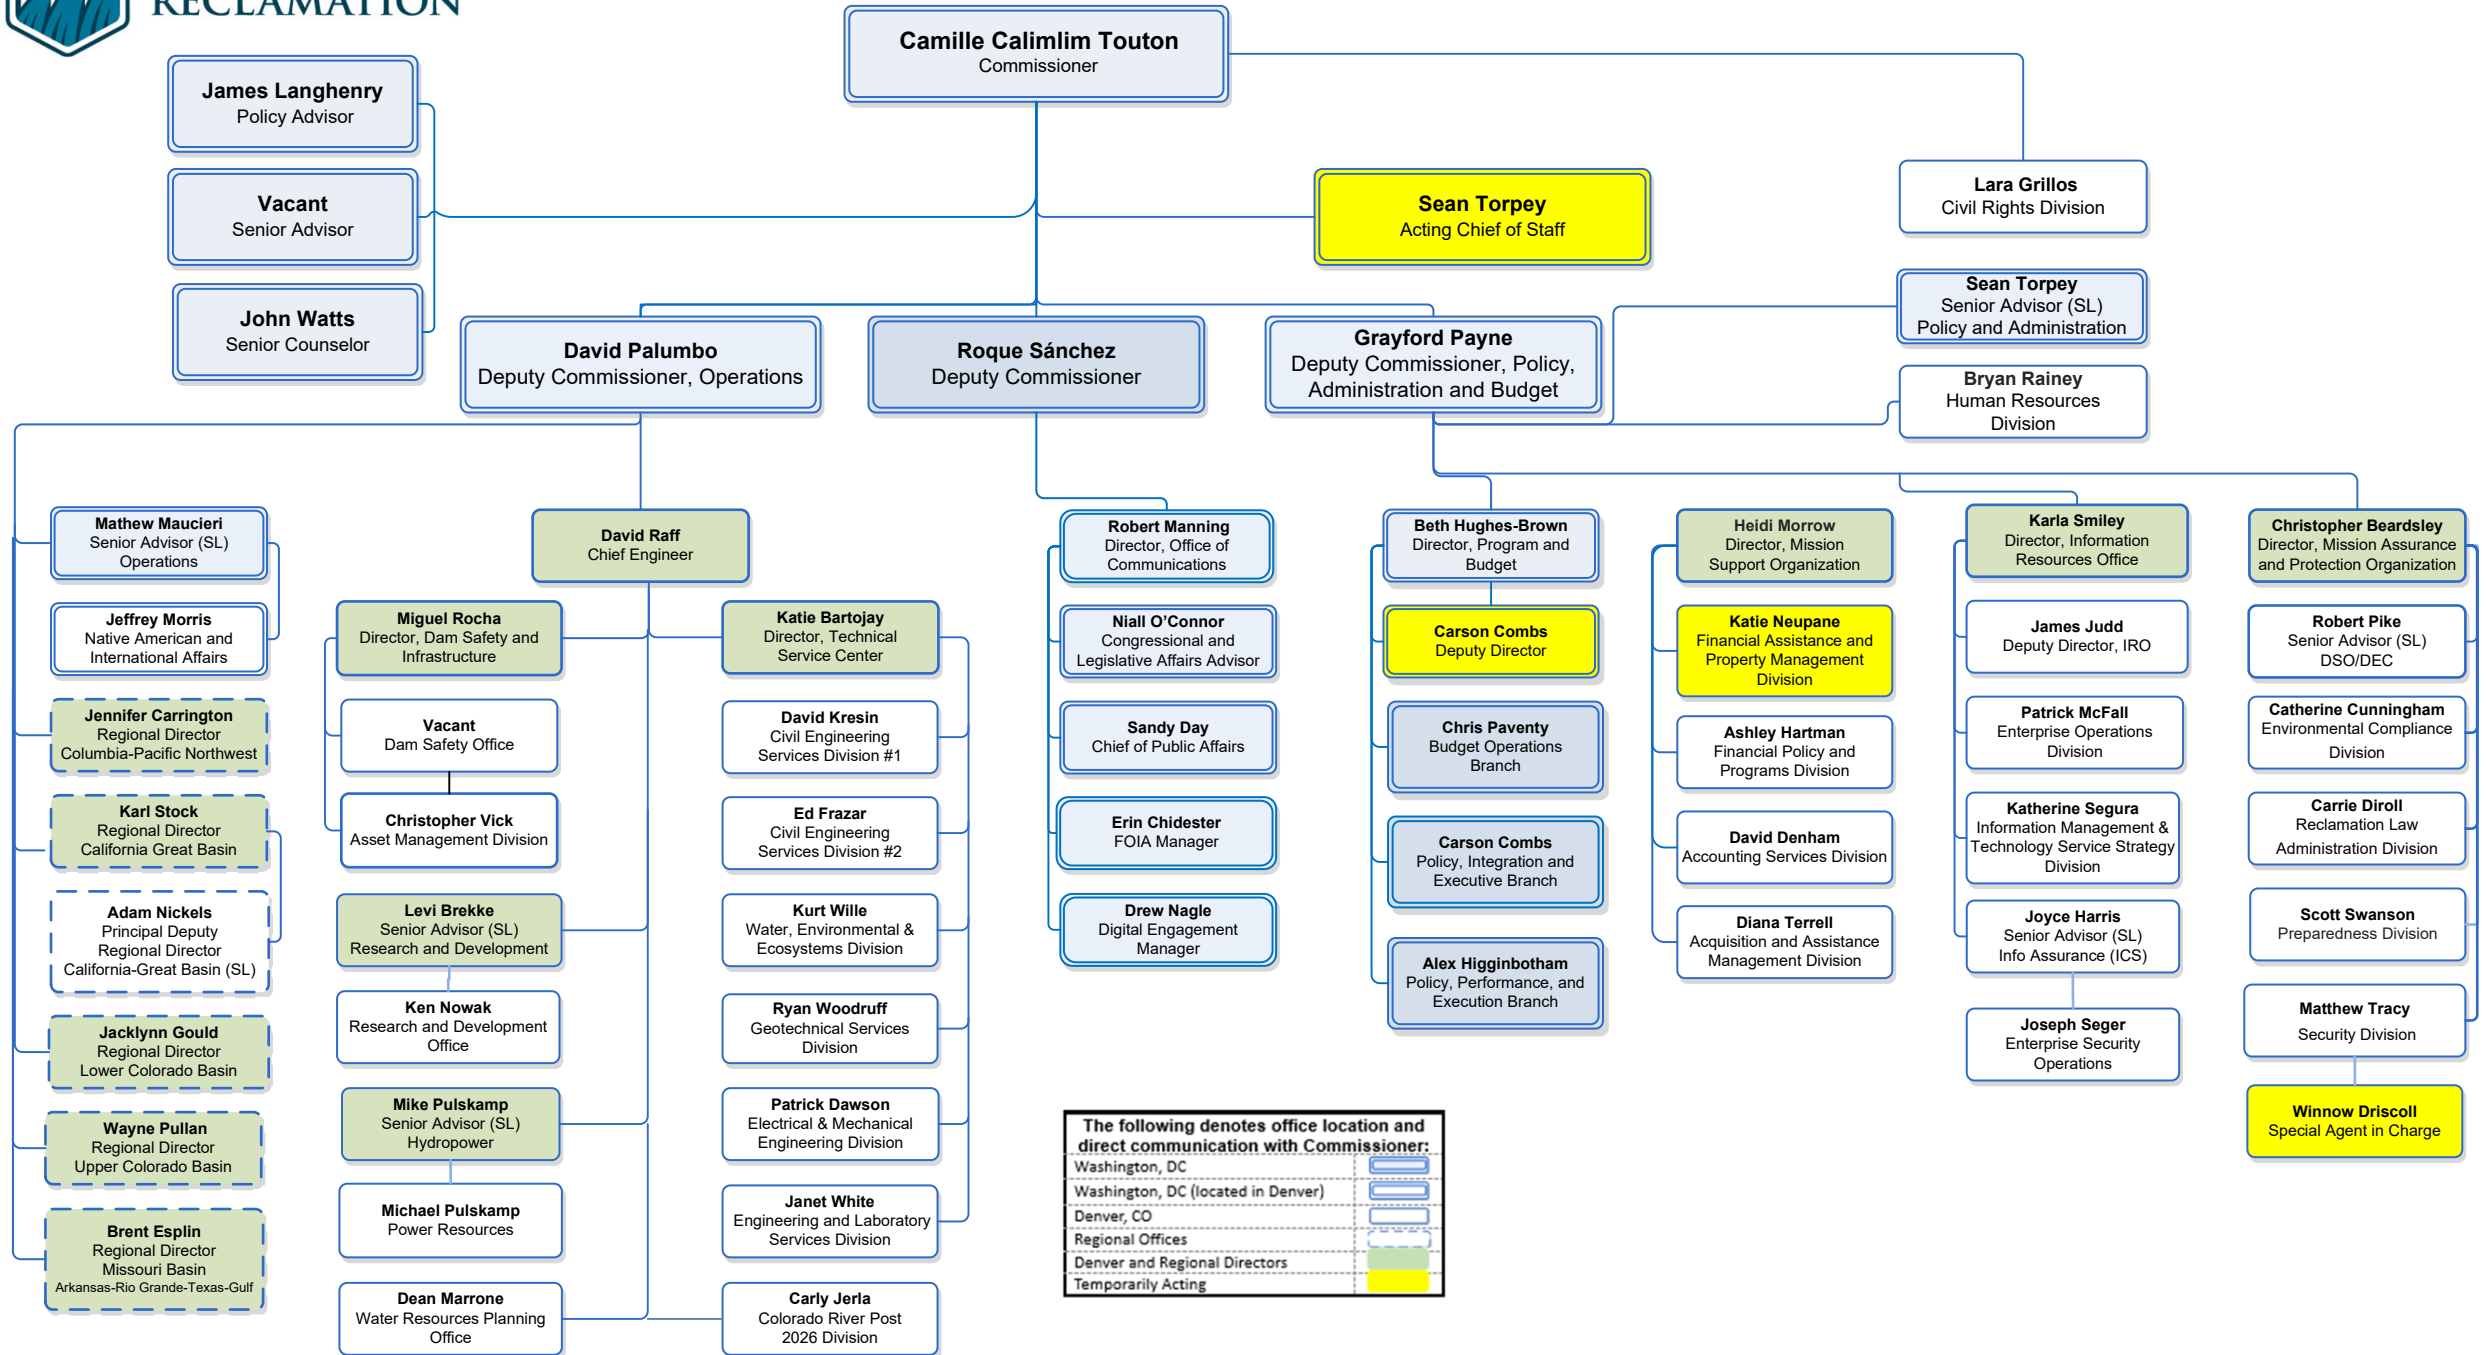 RECLAMATION
Camille Calimlim Touton
Commissioner
James Langhenry
Policy Advisor
Vacant
Senior Advisor
John Watts
Senior Counselor
Sean Torpey
Acting Chief of Staff
Lara Grillos
Civil Rights Division
Sean Torpey
Senior Advisor (SL)
Policy and Administration
Bryan Rainey
Human Resources
Division
David Palumbo
Deputy Commissioner, Operations
Roque Sánchez
Deputy Commissioner
Grayford Payne
Deputy Commissioner, Policy,
Administration and Budget
Mathew Maucieri
Senior Advisor (SL)
Operations
Jeffrey Morris
Native American and
International Affairs
Jennifer Carrington
Regional Director
Columbia-Pacific Northwest
Karl Stock
Regional Director
California Great Basin
Adam Nickels
Principal Deputy
Regional Director
California-Great Basin (SL)
Jacklynn Gould
Regional Director
Lower Colorado Basin
Wayne Pullan
Regional Director
Upper Colorado Basin
Brent Esplin
Regional Director
Missouri Basin
Arkansas-Rio Grande-Texas-Gulf
David Raff
Chief Engineer
Miguel Rocha
Director, Dam Safety and
Infrastructure
Vacant
Dam Safety Office
Christopher Vick
Asset Management Division
Levi Brekke
Senior Advisor (SL)
Research and Development
Ken Nowak
Research and Development
Office
Mike Pulskamp
Senior Advisor (SL)
Hydropower
Michael Pulskamp
Power Resources
Dean Marrone
Water Resources Planning
Office
Katie Bartojay
Director, Technical
Service Center
David Kresin
Civil Engineering
Services Division #1
Ed Frazar
Civil Engineering
Services Division #2
Kurt Wille
Water, Environmental &
Ecosystems Division
Ryan Woodruff
Geotechnical Services
Division
Patrick Dawson
Electrical & Mechanical
Engineering Division
Janet White
Engineering and Laboratory
Services Division
Carly Jerla
Colorado River Post
2026 Division
Robert Manning
Director, Office of
Communications
Niall O’Connor
Congressional and
Legislative Affairs Advisor
Sandy Day
Chief of Public Affairs
Erin Chidester
FOIA Manager
Drew Nagle
Digital Engagement
Manager
Beth Hughes-Brown
Director, Program and
Budget
Carson Combs
Deputy Director
Chris Paventy
Budget Operations
Branch
Carson Combs
Policy, Integration and
Executive Branch
Alex Higginbotham
Policy, Performance, and
Execution Branch
Heidi Morrow
Director, Mission
Support Organization
Katie Neupane
Financial Assistance and
Property Management
Division
Ashley Hartman
Financial Policy and
Programs Division
David Denham
Accounting Services Division
Diana Terrell
Acquisition and Assistance
Management Division
Karla Smiley
Director, Information
Resources Office
James Judd
Deputy Director, IRO
Patrick McFall
Enterprise Operations
Division
Katherine Segura
Information Management &
Technology Service Strategy
Division
Joyce Harris
Senior Advisor (SL)
Info Assurance (ICS)
Joseph Seger
Enterprise Security
Operations
Christopher Beardsley
Director, Mission Assurance
and Protection Organization
Robert Pike
Senior Advisor (SL)
DSO/DEC
Catherine Cunningham
Environmental Compliance
Division
Carrie Diroll
Reclamation Law
Administration Division
Scott Swanson
Preparedness Division
Matthew Tracy
Security Division
Winnow Driscoll
Special Agent in Charge
The following denotes office location and
direct communication with Commissioner:
Washington, DC
Washington, DC (located in Denver)
Denver, CO
Regional Offices
Denver and Regional Directors
Temporarily Acting